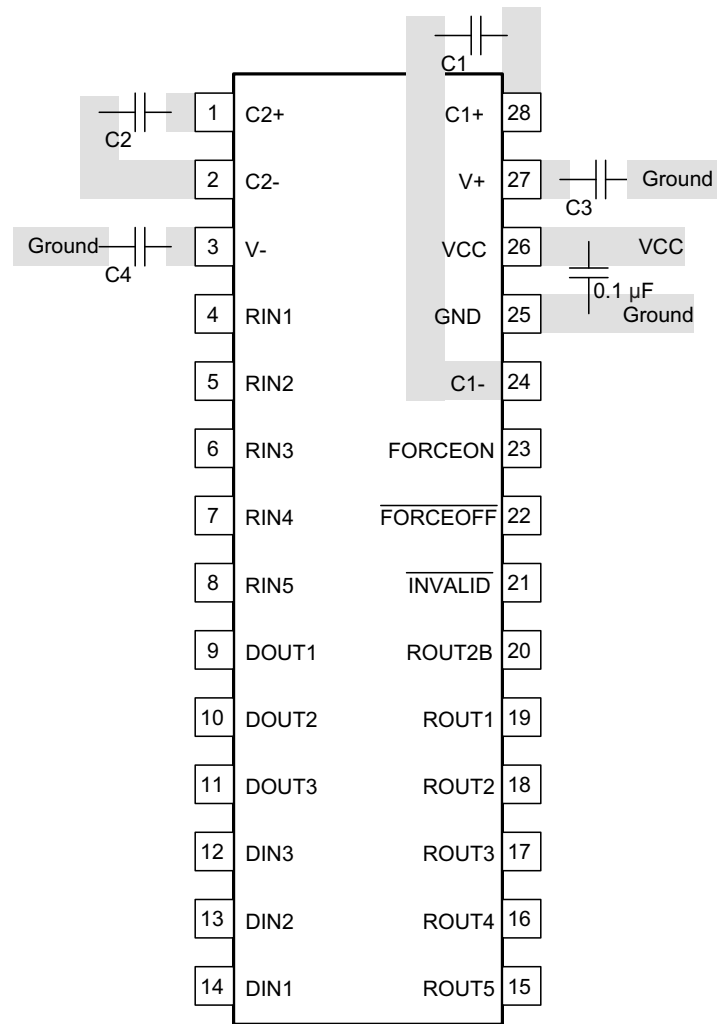 C1
1 C2+ C1+ 28
C2
2 C2- V+ 27 Ground
C3
Ground 3 V- VCC 26 VCC
C4
0.1 µF
4 RIN1 GND 25 Ground
5 RIN2 C1- 24
6 RIN3 FORCEON 23
7 RIN4 FORCEOFF 22
8 RIN5 INVALID 21
9 DOUT1 ROUT2B 20
10 DOUT2 ROUT1 19
11 DOUT3 ROUT2 18
12 DIN3 ROUT3 17
13 DIN2 ROUT4 16
14 DIN1 ROUT5 15